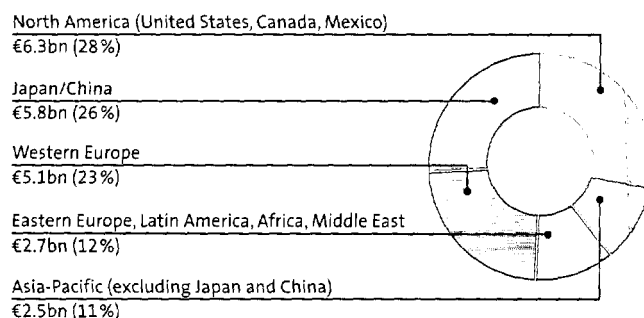 North America (United States, Canada, Mexico)
€6.3bn (28%)
Japan/China
€5.8bn (26%)
Western Europe
€5.1bn (23%)
Eastern Europe, Latin America, Africa, Middle East
€2.7bn (12%)
Asia-Pacific (excluding Japan and China)
€2.5bn (11%)